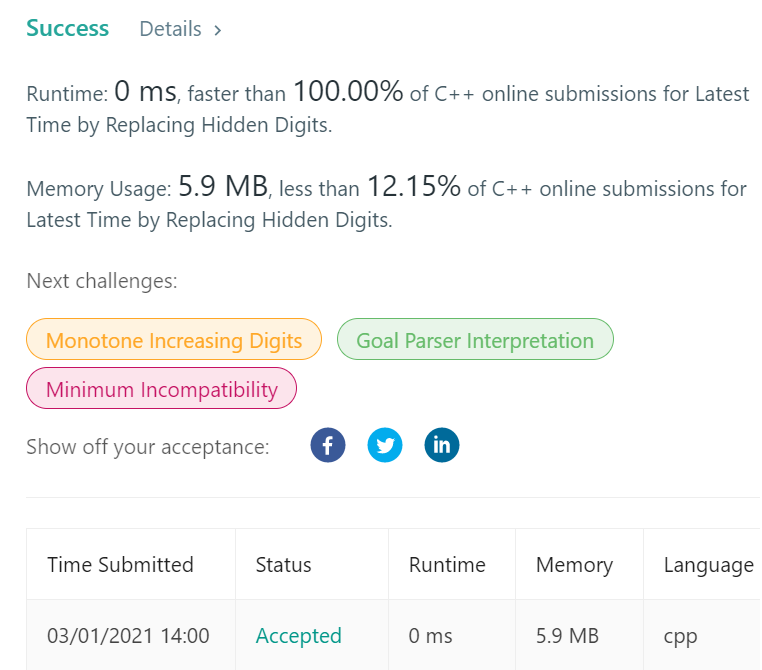 Success Details >
Runtime: 0 ms, faster than 100.00% of C++ online submissions for Latest
Time by Replacing Hidden Digits.
Memory Usage: 5.9 MB, less than 12.15% of C++ online submissions for
Latest Time by Replacing Hidden Digits.
Next challenges:
Monotone Increasing Digits Goal Parser Interpretation
Minimum Incompatibility
Show off your acceptance: f in
Time Submitted Status Runtime Memory Language
03/01/2021 14:00 Accepted 0 ms 5.9 MB cpp